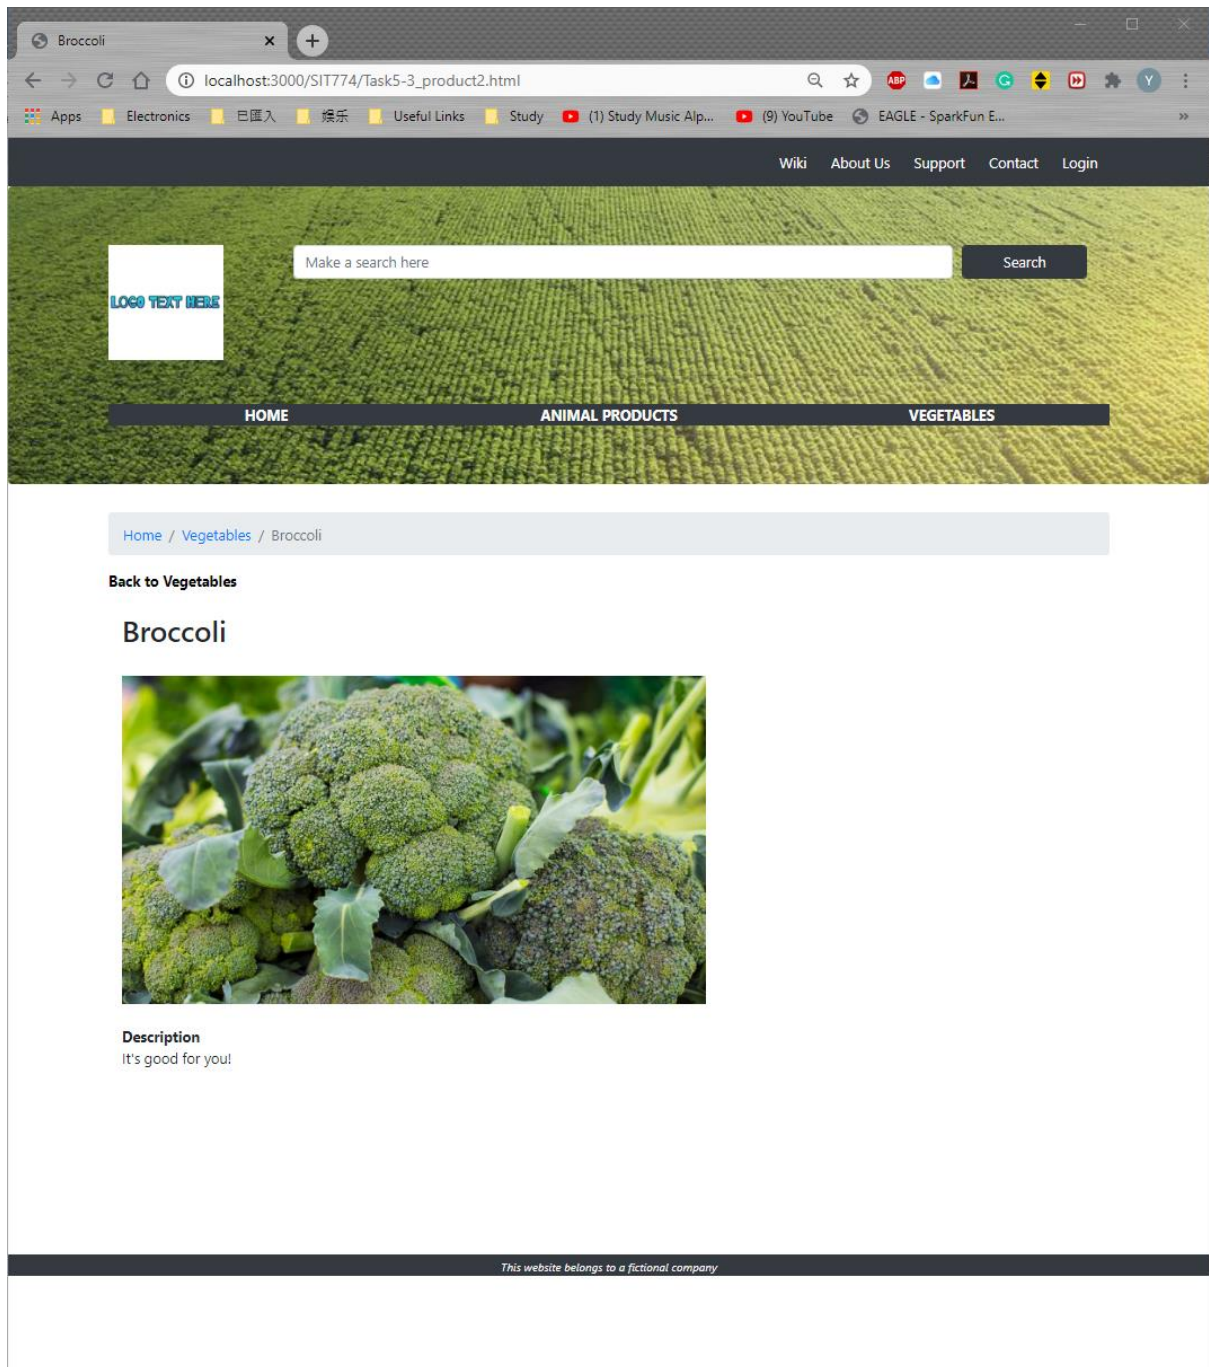 Broccoli
localhost:3000/SIT774/Task5-3_product2.html
ABP
Y
Apps Electronics 已匯入 娱乐 Useful Links Study (1) Study Music Alp... (9) YouTube EAGLE - SparkFun E... »
Wiki About Us Support Contact Login
Make a search here Search
LOGO TEXT HERE
HOME ANIMAL PRODUCTS VEGETABLES
Home / Vegetables / Broccoli
Back to Vegetables
Broccoli
Description
It's good for you!
This website belongs to a fictional company